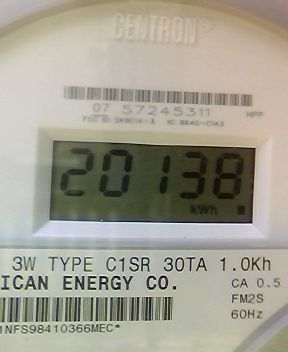 CENTRON®
07 57245311 HPP
20138
kWh
3W TYPE C1SR 30TA 1.0Kh
ICAN ENERGY CO. CA 0.5
FM2S
1NFS98410366MEC* 60Hz